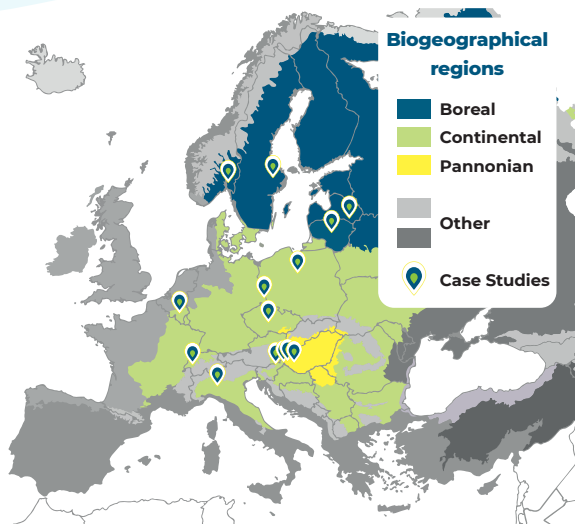 Biogeographical
regions
Boreal
Continental
Pannonian
Other
Case Studies